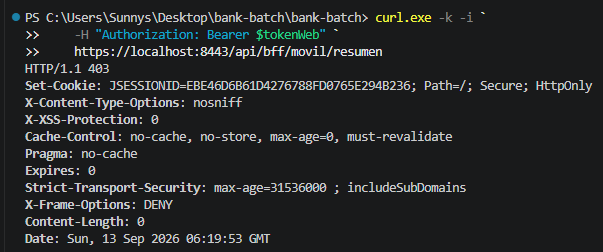 PS C:\Users\Sunnys\Desktop\bank-batch\bank-batch> curl.exe -k -i `
>>     -H "Authorization: Bearer $tokenWeb" `
>>     https://localhost:8443/api/bff/movil/resumen
HTTP/1.1 403
Set-Cookie: JSESSIONID=EBE46D6B61D4276788FD0765E294B236; Path=/; Secure; HttpOnly
X-Content-Type-Options: nosniff
X-XSS-Protection: 0
Cache-Control: no-cache, no-store, max-age=0, must-revalidate
Pragma: no-cache
Expires: 0
Strict-Transport-Security: max-age=31536000 ; includeSubDomains
X-Frame-Options: DENY
Content-Length: 0
Date: Sun, 13 Sep 2026 06:19:53 GMT